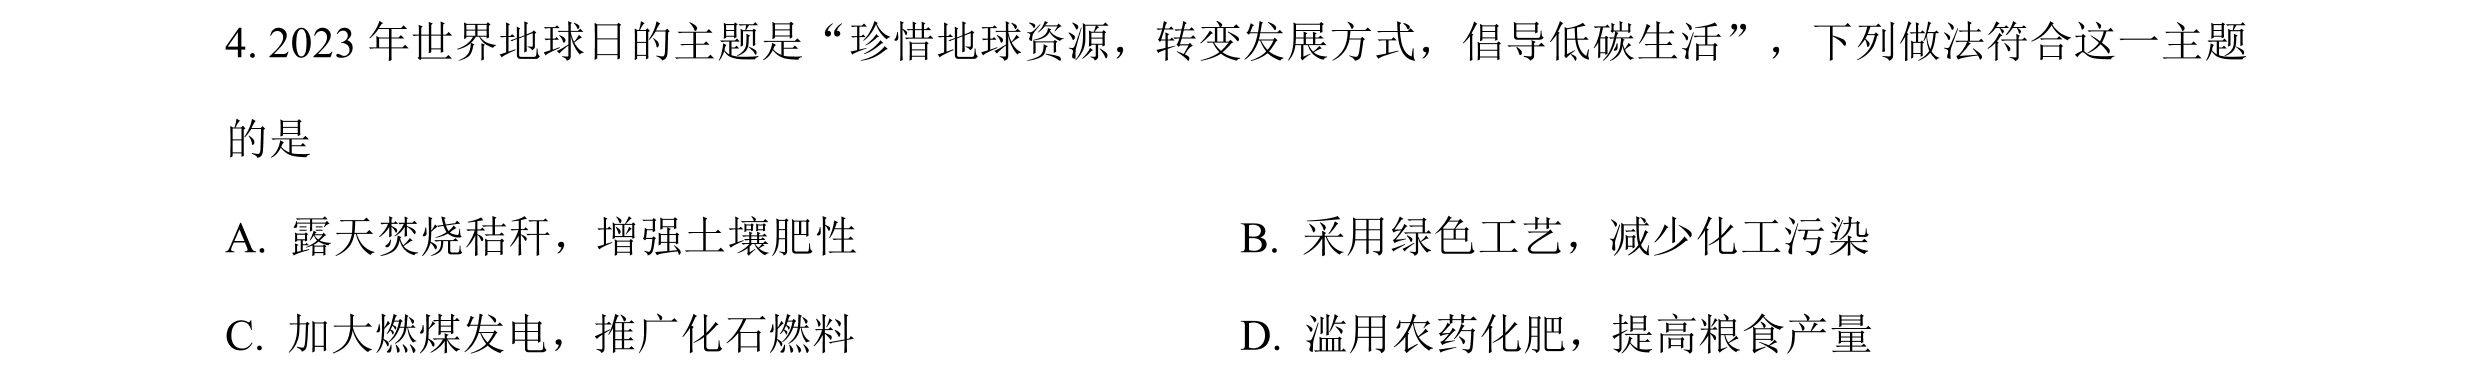 4. 2023 年世界地球日的主题是“珍惜地球资源，转变发展方式，倡导低碳生活”，下列做法符合这一主题
的是
A. 露天焚烧秸秆，增强土壤肥性 B. 采用绿色工艺，减少化工污染
C. 加大燃煤发电，推广化石燃料 D. 滥用农药化肥，提高粮食产量